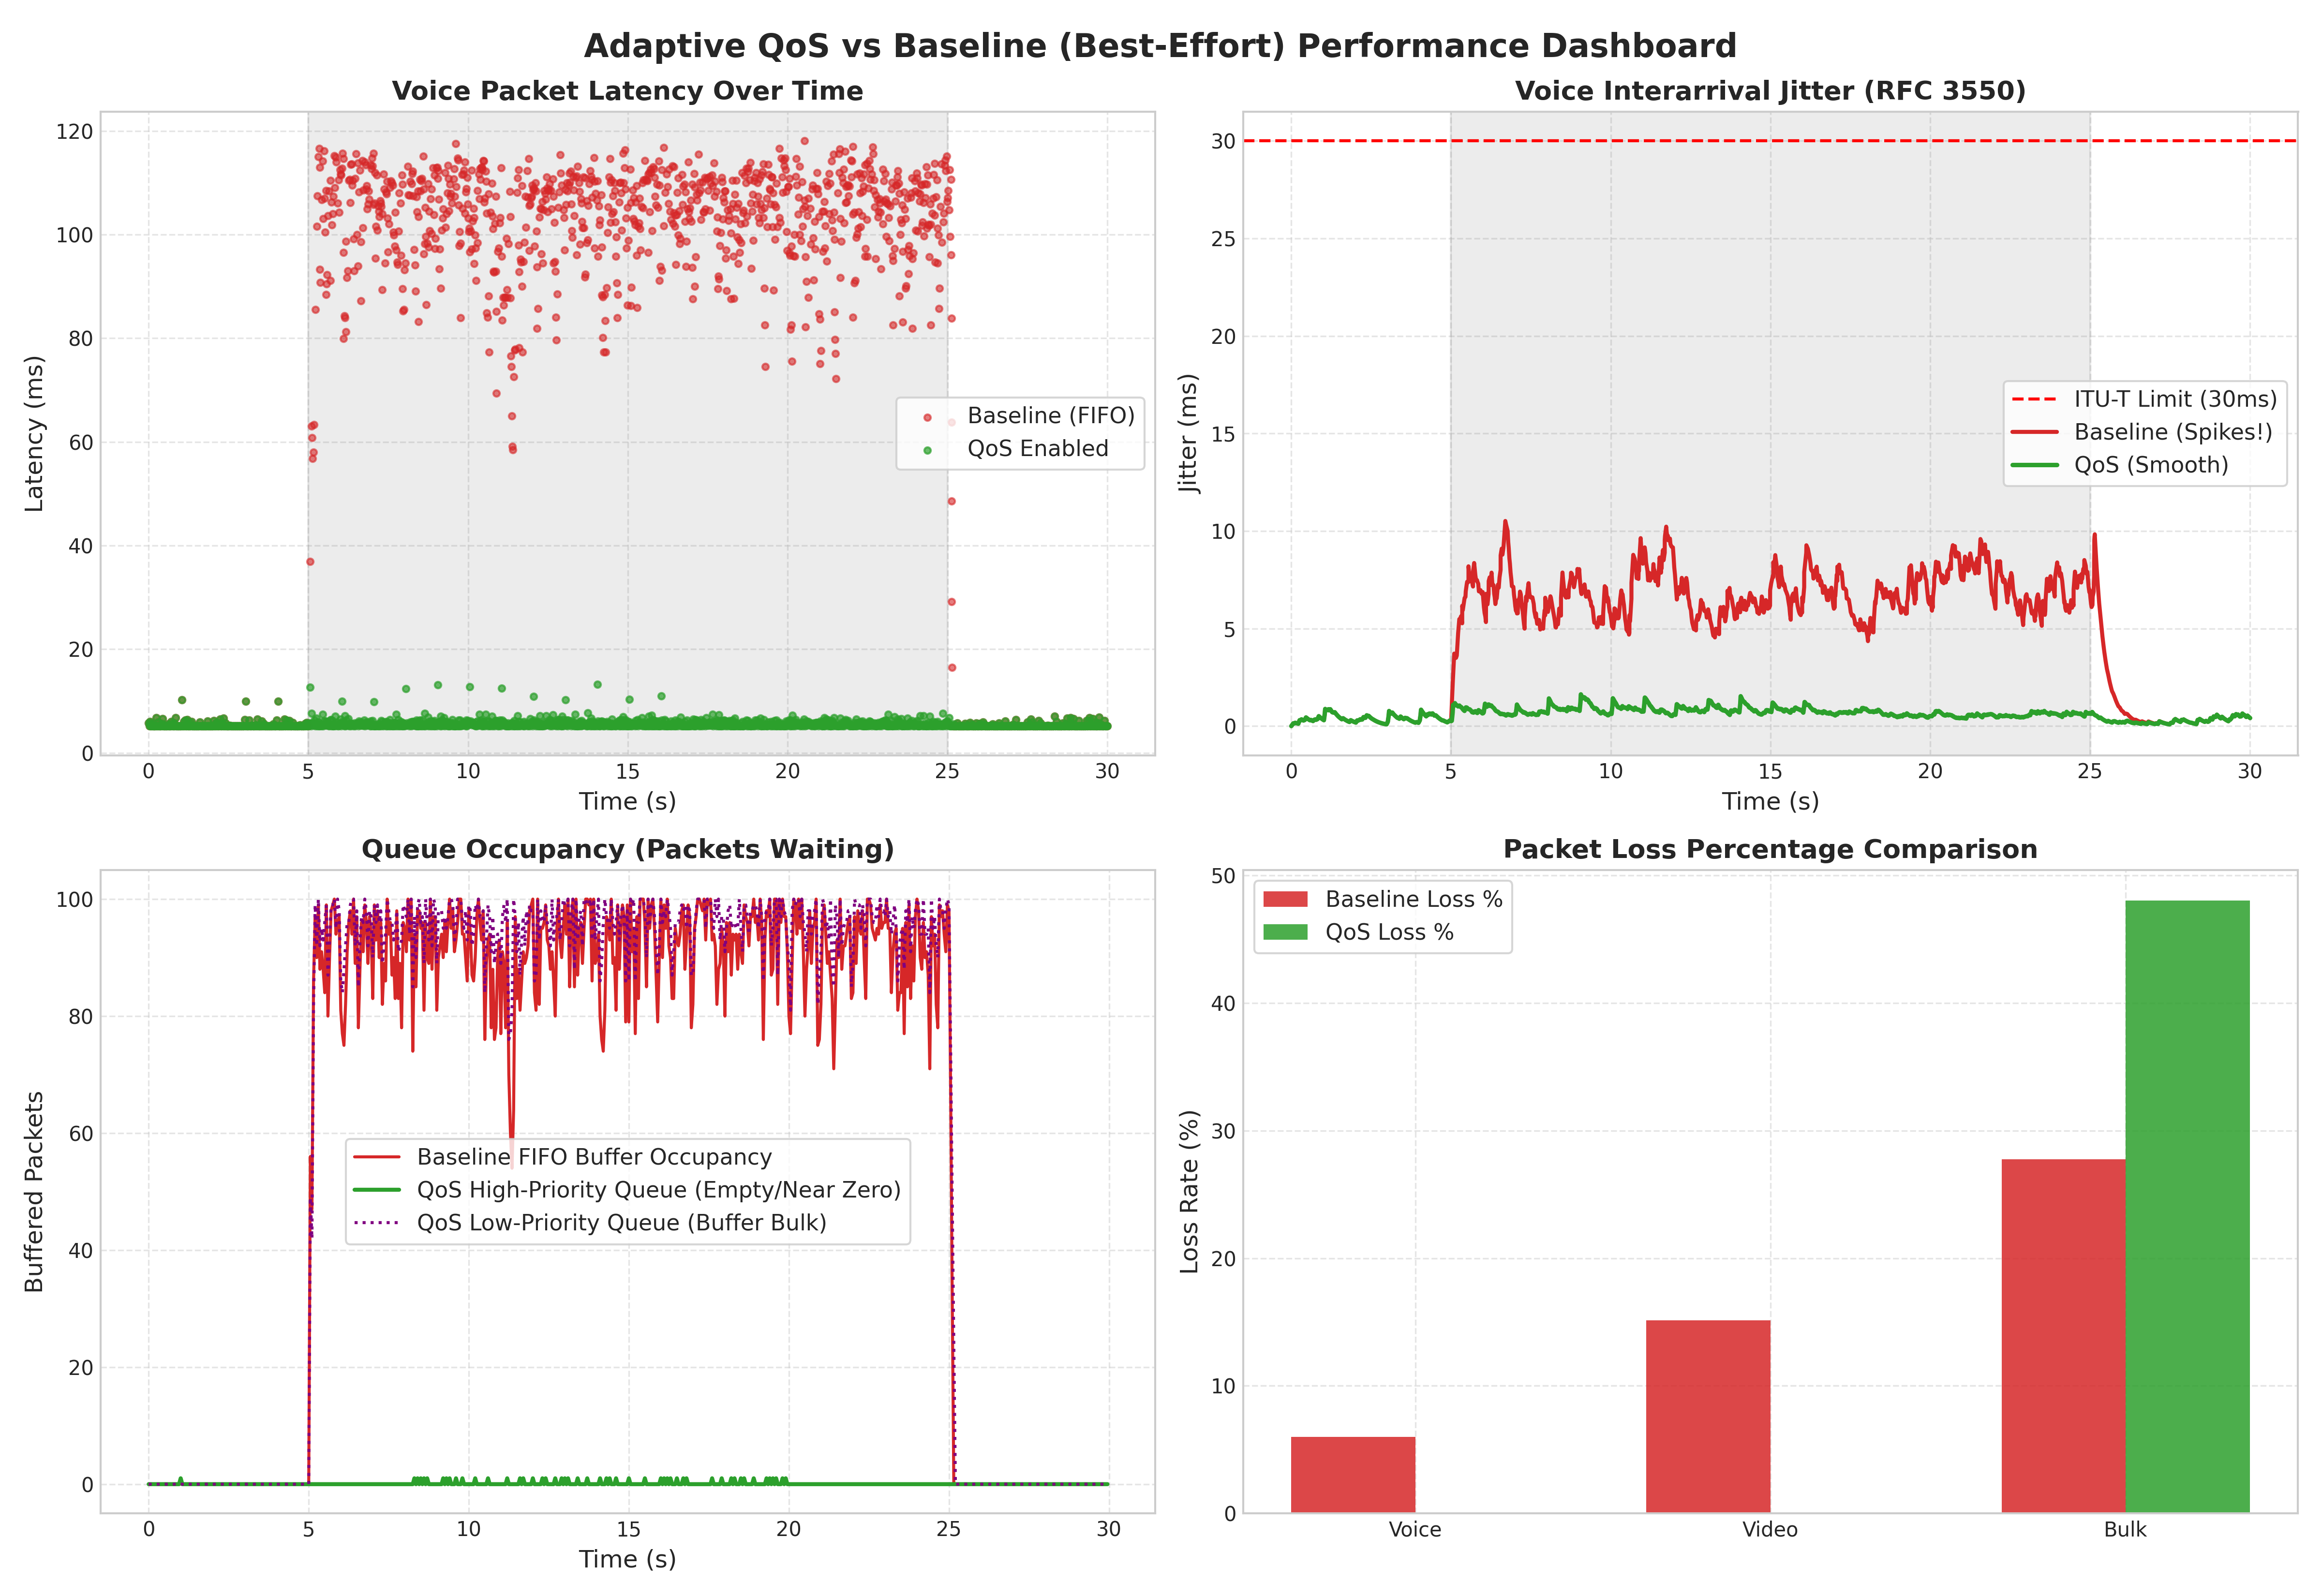 Adaptive QoS vs Baseline (Best-Effort) Performance Dashboard
Voice Packet Latency Over Time
120
100
80
60
40
20
0
Latency (ms)
Baseline (FIFO)
QoS Enabled
0 5 10 15 20 25 30
Time (s)
Voice Interarrival Jitter (RFC 3550)
30
25
20
15
10
5
0
Jitter (ms)
ITU-T Limit (30ms)
Baseline (Spikes!)
QoS (Smooth)
0 5 10 15 20 25 30
Time (s)
Queue Occupancy (Packets Waiting)
100
80
60
40
20
0
Buffered Packets
Baseline FIFO Buffer Occupancy
QoS High-Priority Queue (Empty/Near Zero)
QoS Low-Priority Queue (Buffer Bulk)
0 5 10 15 20 25 30
Time (s)
Packet Loss Percentage Comparison
50
40
30
20
10
0
Loss Rate (%)
Baseline Loss %
QoS Loss %
Voice Video Bulk